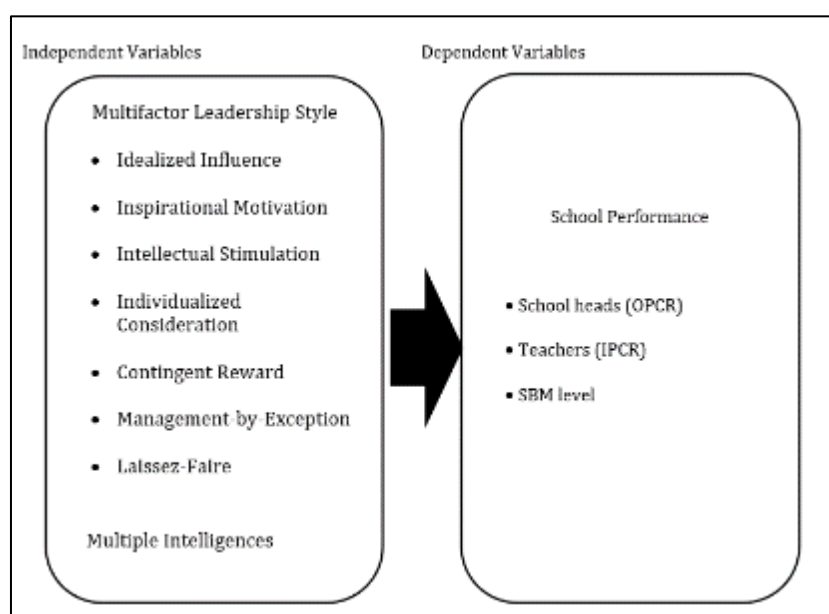 Independent Variables
Multifactor Leadership Style
• Idealized Influence
• Inspirational Motivation
• Intellectual Stimulation
• Individualized
Consideration
• Contingent Reward
• Management-by-Exception
• Laissez-Faire
Multiple Intelligences
Dependent Variables
School Performance
• School heads (OPCR)
• Teachers (IPCR)
• SBM level